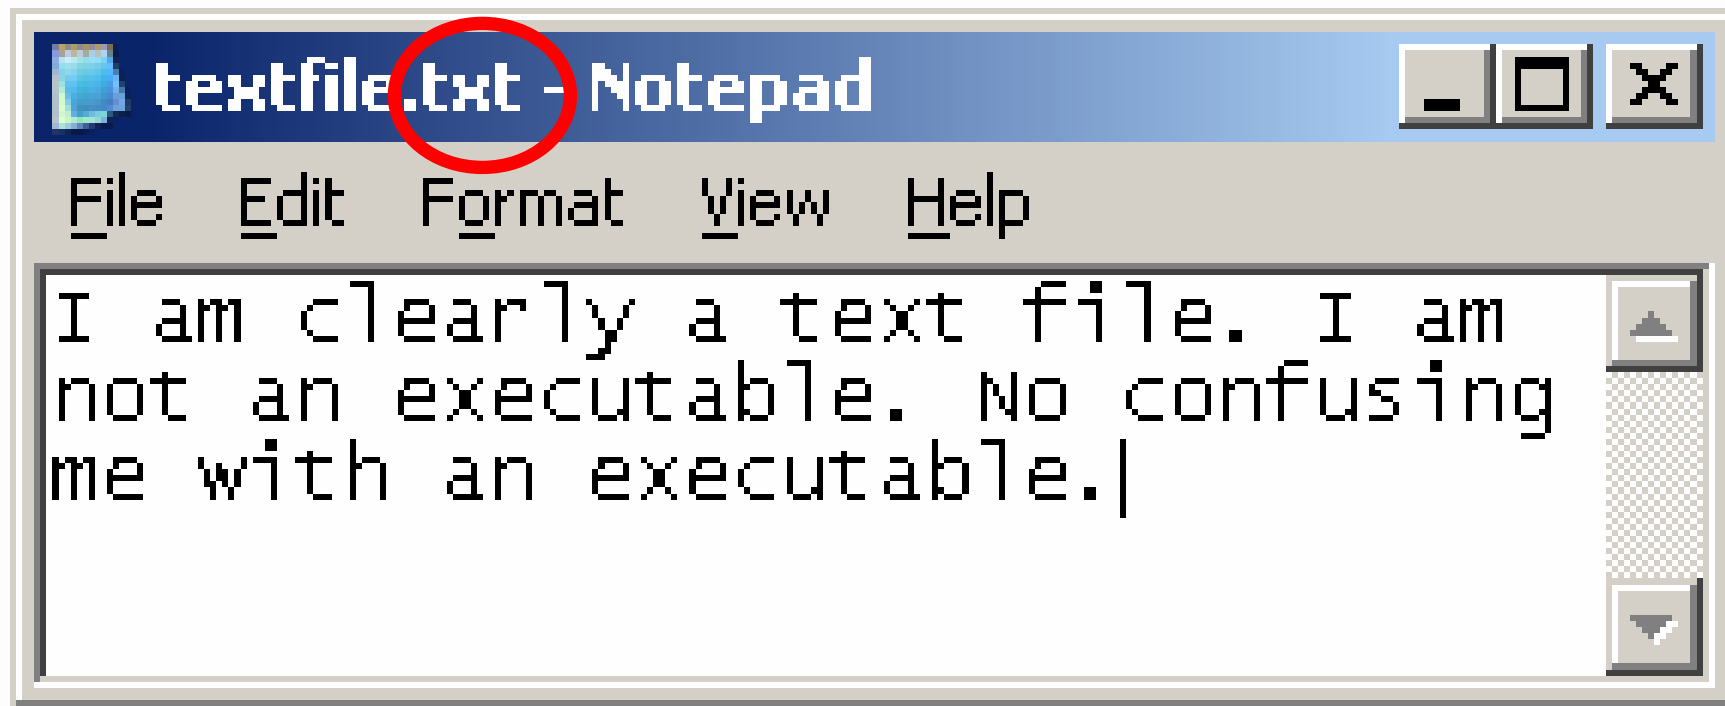 textfile.txt - Notepad
File Edit Format View Help
I am clearly a text file. I am
not an executable. No confusing
me with an executable.